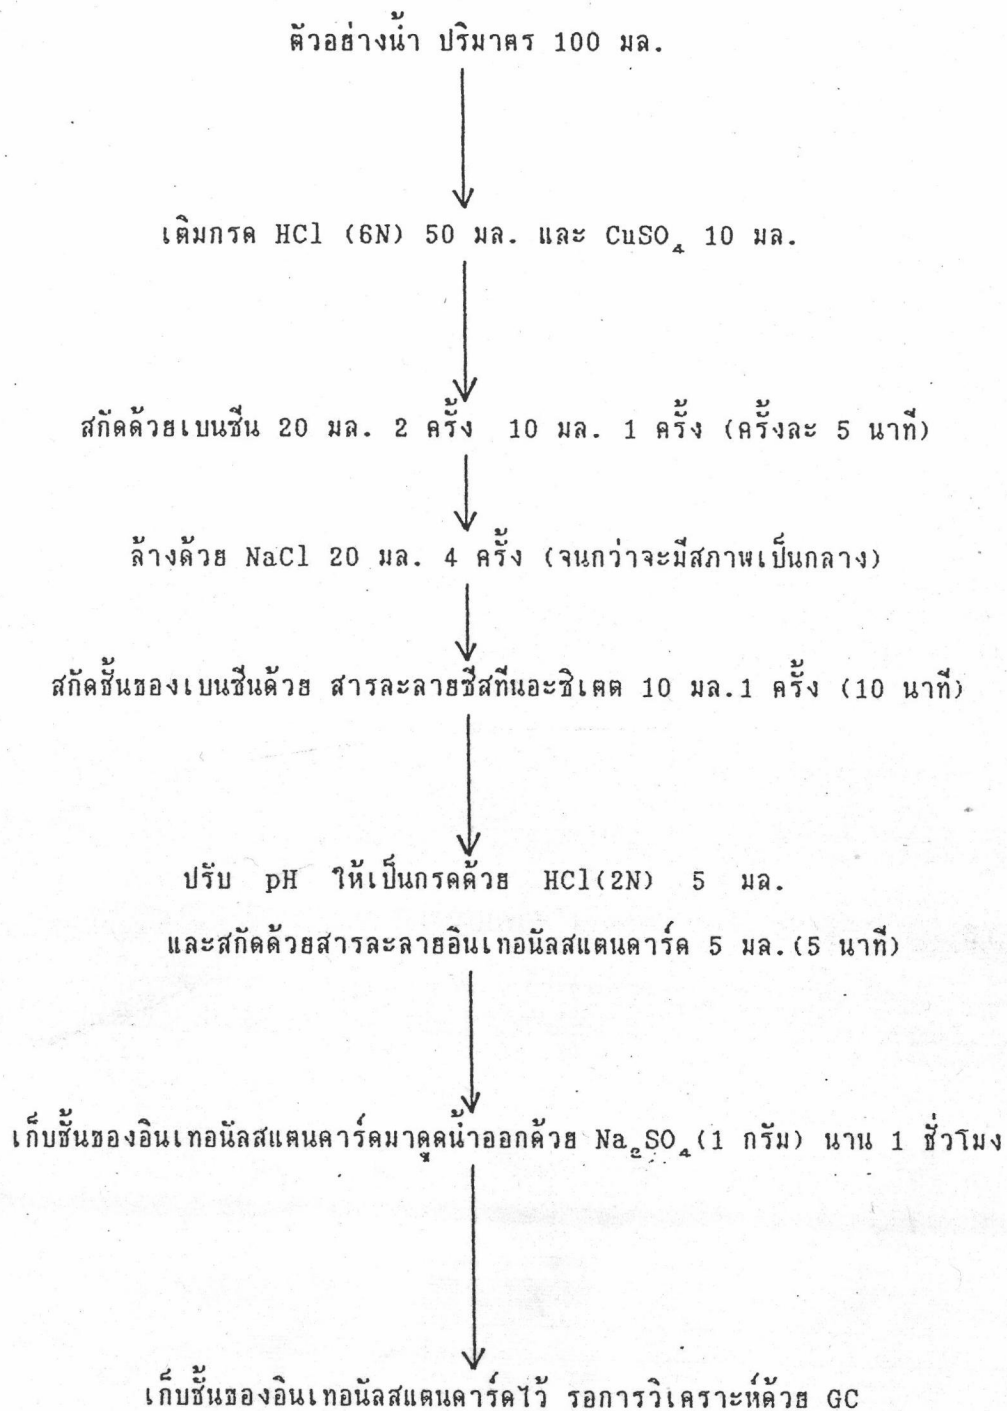 ตัวอย่างน้ำ ปริมาตร 100 มล.
เติมกรด HCl (6N) 50 มล. และ CuSO₄ 10 มล.
สกัดด้วยเบนซีน 20 มล. 2 ครั้ง 10 มล. 1 ครั้ง (ครั้งละ 5 นาที)
ล้างด้วย NaCl 20 มล. 4 ครั้ง (จนกว่าจะมีสภาพเป็นกลาง)
สกัดชั้นของเบนซีนด้วย สารละลายซีสทีนอะซิเตต 10 มล.1 ครั้ง (10 นาที)
ปรับ pH ให้เป็นกรดด้วย HCl(2N) 5 มล.
และสกัดด้วยสารละลายอินเทอนัลสแตนดาร์ด 5 มล.(5 นาที)
เก็บชั้นของอินเทอนัลสแตนดาร์ดมาดูดน้ำออกด้วย Na₂SO₄(1 กรัม) นาน 1 ชั่วโมง
เก็บชั้นของอินเทอนัลสแตนดาร์ดไว้ รอการวิเคราะห์ด้วย GC